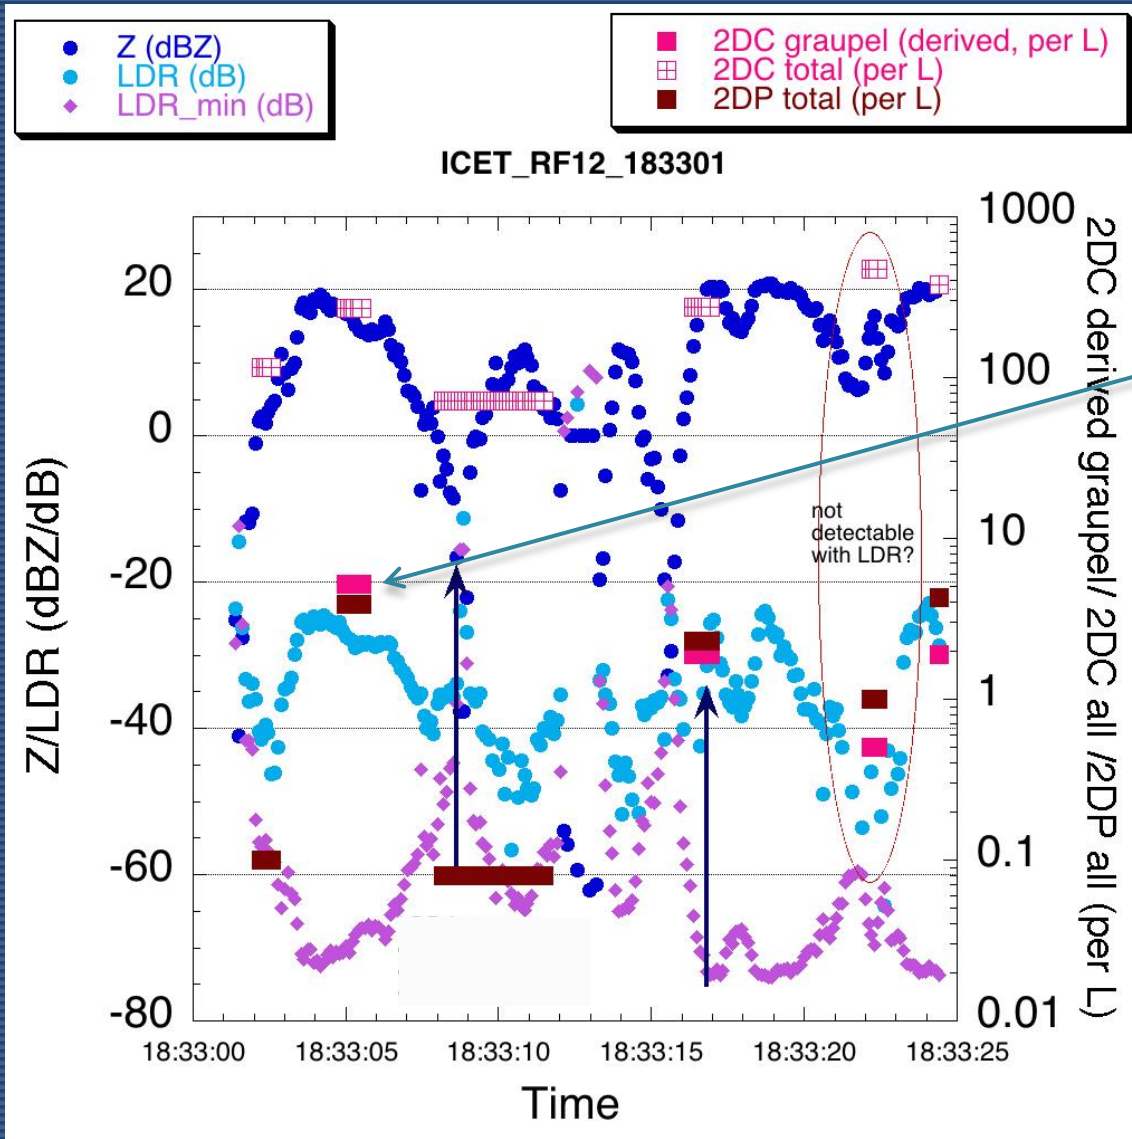 Z (dBZ)
LDR (dB)
LDR_min (dB)
2DC graupel (derived, per L)
2DC total (per L)
2DP total (per L)
ICET_RF12_183301
20
0
-20
-40
-60
-80
Z/LDR (dBZ/dB)
1000
100
10
1
0.1
0.01
2DC derived graupel/ 2DC all /2DP all (per L)
not
detectable
with LDR?
18:33:00 18:33:05 18:33:10 18:33:15 18:33:20 18:33:25
Time